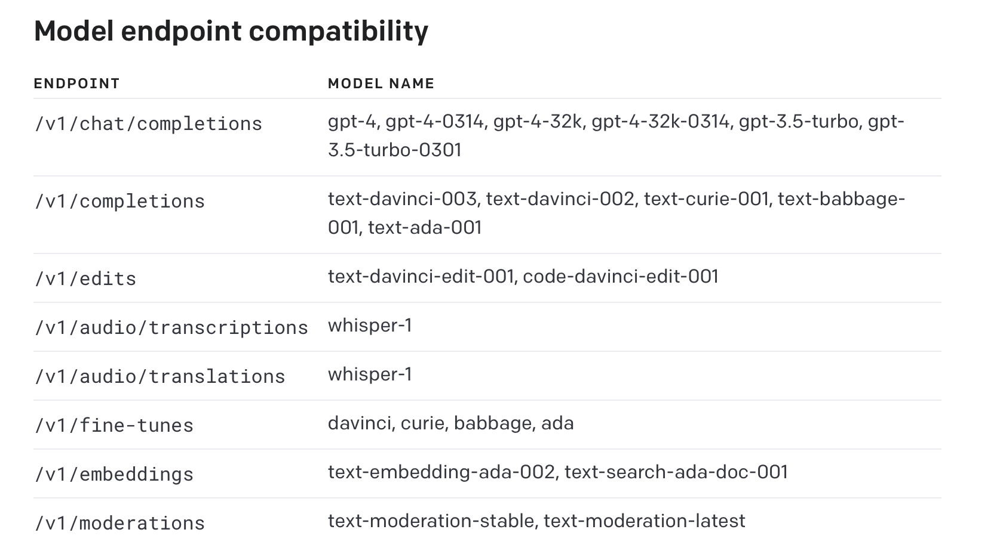 Model endpoint compatibility
ENDPOINT MODEL NAME
/v1/chat/completions gpt-4, gpt-4-0314, gpt-4-32k, gpt-4-32k-0314, gpt-3.5-turbo, gpt-
3.5-turbo-0301
/v1/completions text-davinci-003, text-davinci-002, text-curie-001, text-babbage-
001, text-ada-001
/v1/edits text-davinci-edit-001, code-davinci-edit-001
/v1/audio/transcriptions whisper-1
/v1/audio/translations whisper-1
/v1/fine-tunes davinci, curie, babbage, ada
/v1/embeddings text-embedding-ada-002, text-search-ada-doc-001
/v1/moderations text-moderation-stable, text-moderation-latest